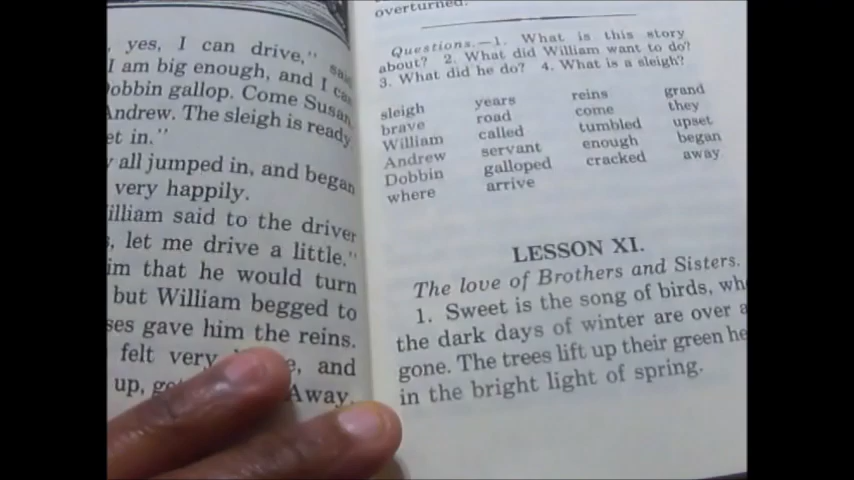 , yes, I can drive," said
I am big enough, and I can
Dobbin gallop. Come Susan,
Andrew. The sleigh is ready
et in."
all jumped in, and began
very happily.
illiam said to the driver
, let me drive a little."
im that he would turn
but William begged to
ses gave him the reins.
felt very and
up, Away,
overturned.
Questions.—1. What is this story
about? 2. What did William want to do?
3. What did he do? 4. What is a sleigh?
sleigh years reins grand
brave road come they
William called tumbled upset
Andrew servant enough began
Dobbin galloped cracked away
where arrive
LESSON XI.
The love of Brothers and Sisters.
1. Sweet is the song of birds, wh
the dark days of winter are over a
gone. The trees lift up their green he
in the bright light of spring.